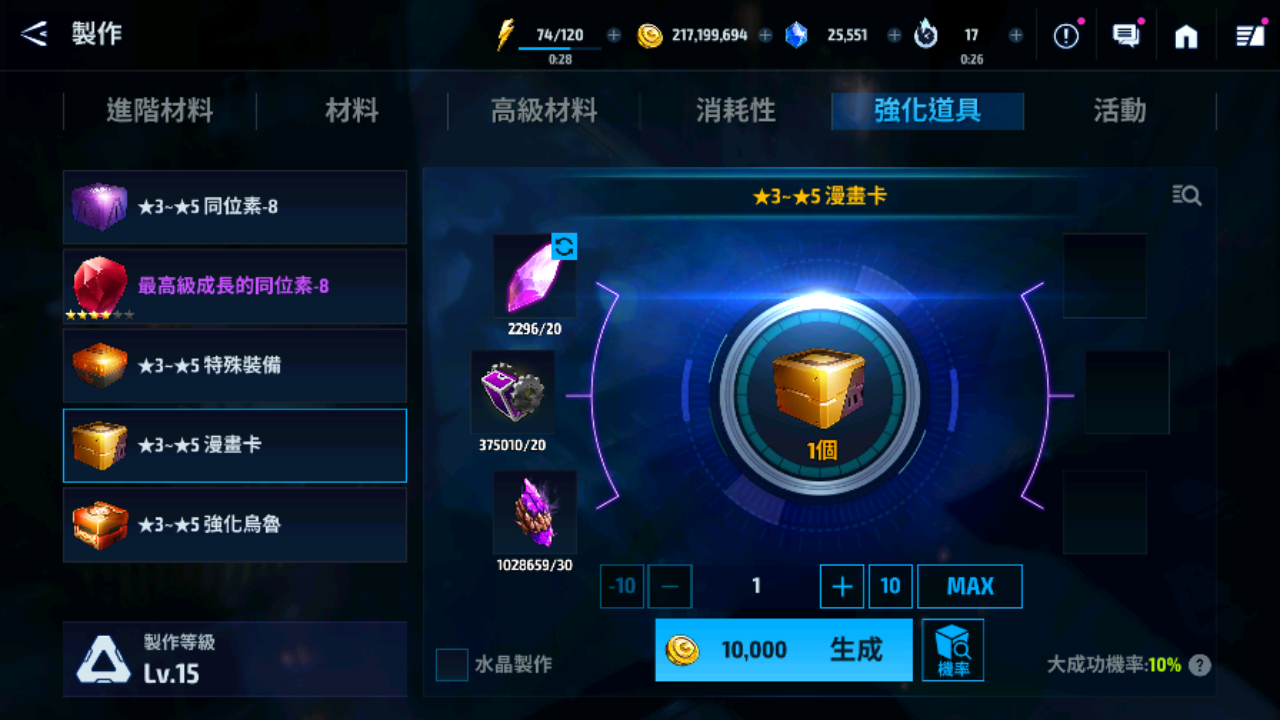 製作
74/120
0:28
217,199,694
25,551
17
0:26
進階材料
材料
高級材料
消耗性
強化道具
活動
★3~★5 同位素-8
最高級成長的同位素-8
★3~★5 特殊裝備
★3~★5 漫畫卡
★3~★5 強化烏魯
製作等級
Lv.15
★3~★5 漫畫卡
2296/20
375010/20
1028659/30
1個
-10
1
10
MAX
水晶製作
10,000 生成
機率
大成功機率:10% ?